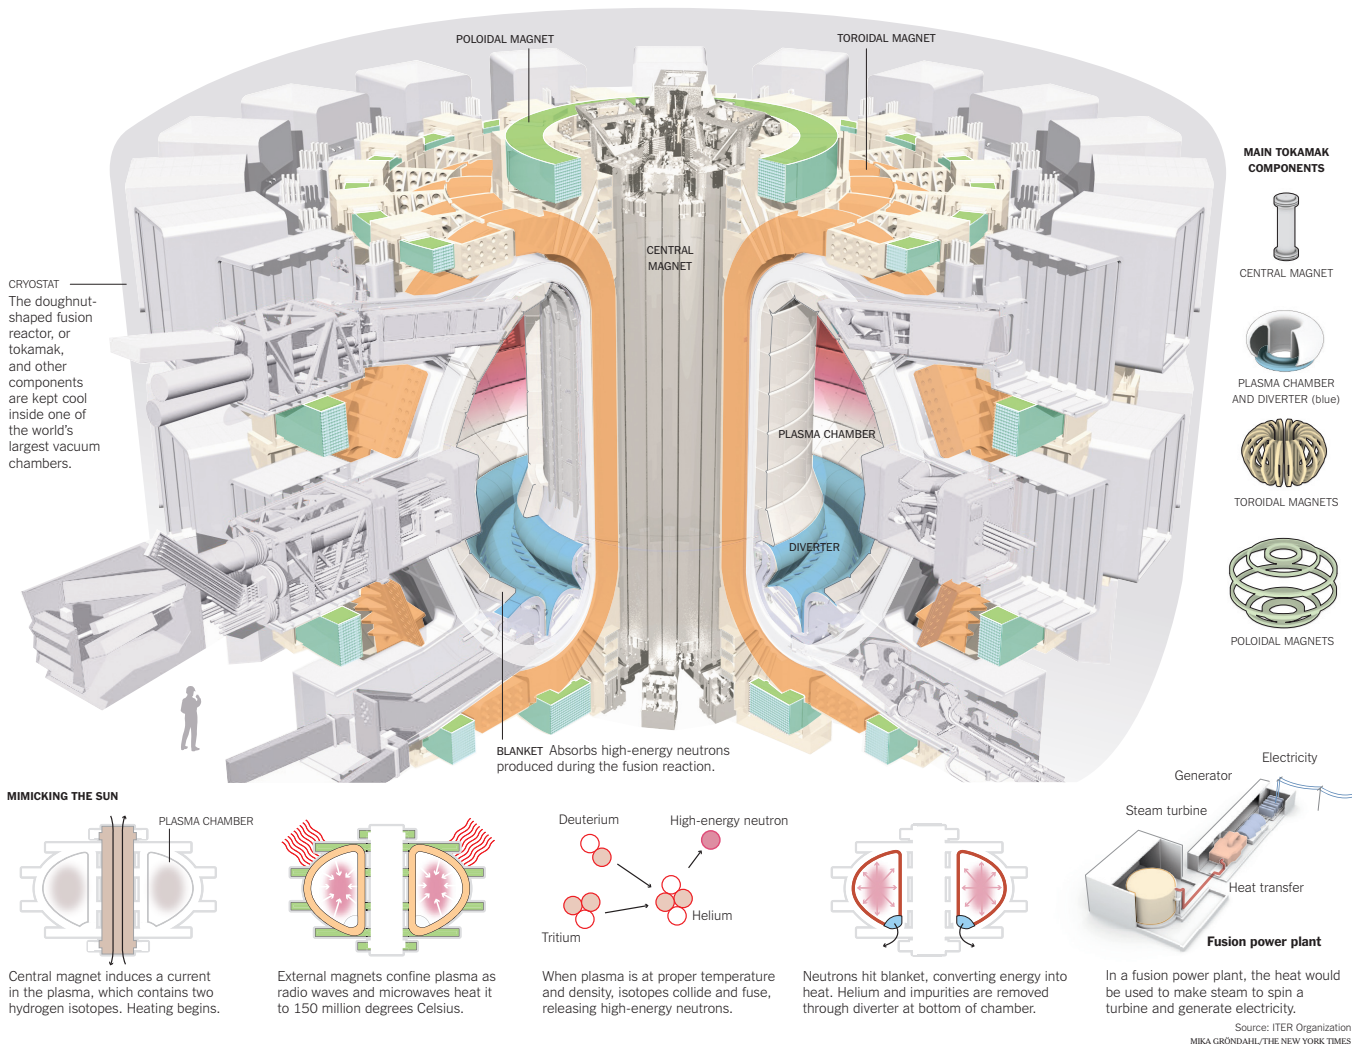 POLOIDAL MAGNET
TOROIDAL MAGNET
CENTRAL
MAGNET
CRYOSTAT
The doughnut-
shaped fusion
reactor, or
tokamak,
and other
components
are kept cool
inside one of
the world's
largest vacuum
chambers.
PLASMA CHAMBER
DIVERTER
BLANKET Absorbs high-energy neutrons
produced during the fusion reaction.
MAIN TOKAMAK
COMPONENTS
CENTRAL MAGNET
PLASMA CHAMBER
AND DIVERTER (blue)
TOROIDAL MAGNETS
POLOIDAL MAGNETS
MIMICKING THE SUN
PLASMA CHAMBER
Central magnet induces a current
in the plasma, which contains two
hydrogen isotopes. Heating begins.
External magnets confine plasma as
radio waves and microwaves heat it
to 150 million degrees Celsius.
Deuterium
High-energy neutron
Tritium
Helium
When plasma is at proper temperature
and density, isotopes collide and fuse,
releasing high-energy neutrons.
Neutrons hit blanket, converting energy into
heat. Helium and impurities are removed
through diverter at bottom of chamber.
Electricity
Generator
Steam turbine
Heat transfer
Fusion power plant
In a fusion power plant, the heat would
be used to make steam to spin a
turbine and generate electricity.
Source: ITER Organization
MIKA GRÖNDAHL/THE NEW YORK TIMES